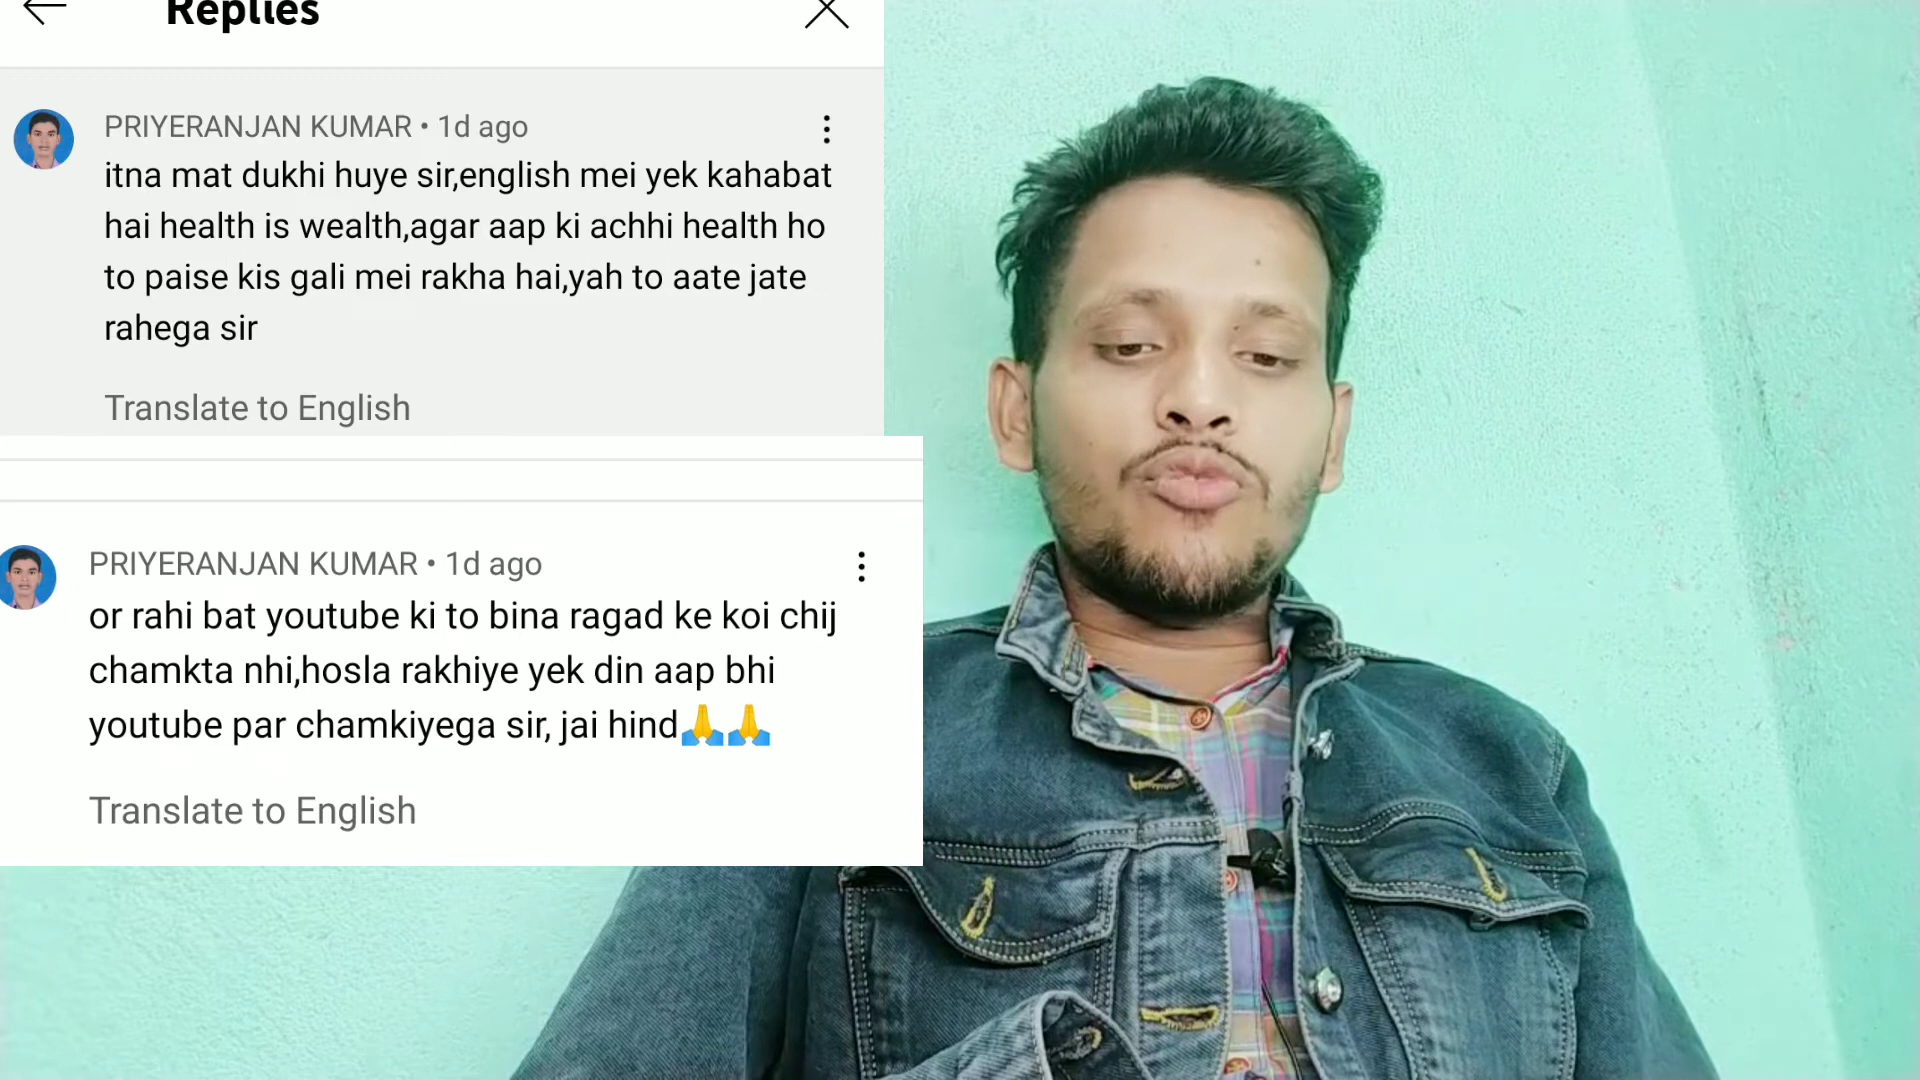 Replies
PRIYERANJAN KUMAR • 1d ago
itna mat dukhi huye sir,english mei yek kahabat
hai health is wealth,agar aap ki achhi health ho
to paise kis gali mei rakha hai,yah to aate jate
rahega sir
Translate to English
PRIYERANJAN KUMAR • 1d ago
or rahi bat youtube ki to bina ragad ke koi chij
chamkta nhi,hosla rakhiye yek din aap bhi
youtube par chamkiyega sir, jai hind🙏🙏
Translate to English